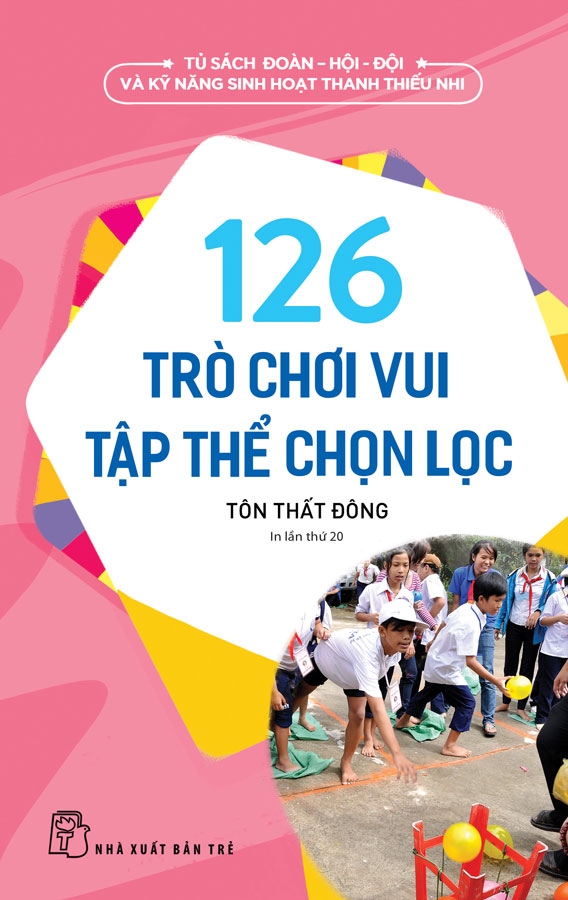 TỦ SÁCH ĐOÀN – HỘI - ĐỘI
VÀ KỸ NĂNG SINH HOẠT THANH THIẾU NHI
126
TRÒ CHƠI VUI
TẬP THỂ CHỌN LỌC
TÔN THẤT ĐÔNG
In lần thứ 20
NHÀ XUẤT BẢN TRẺ